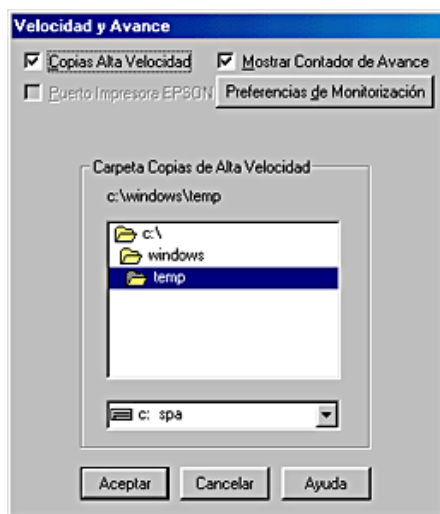 Velocidad y Avance
Copias Alta Velocidad Mostrar Contador de Avance
Puerto Impresora EPSON Preferencias de Monitorización
Carpeta Copias de Alta Velocidad
c:\windows\temp
c:\
windows
temp
c: spa
Aceptar Cancelar Ayuda